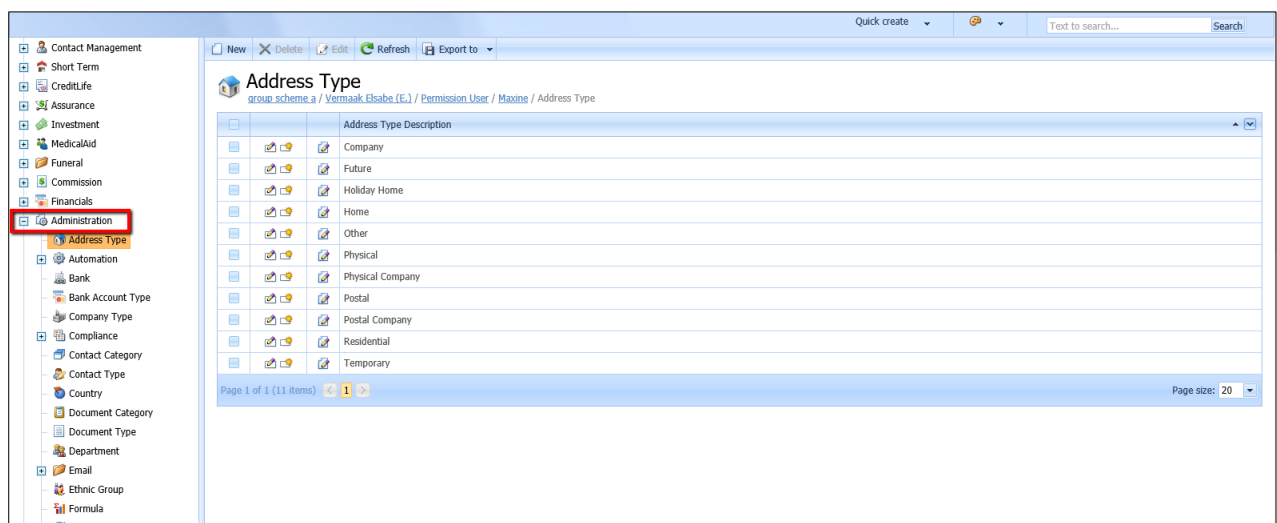 Quick create
Text to search... Search
Contact Management
Short Term
CreditLife
Assurance
Investment
MedicalAid
Funeral
Commission
Financials
Administration
Address Type
Automation
Bank
Bank Account Type
Company Type
Compliance
Contact Category
Contact Type
Country
Document Category
Document Type
Department
Email
Ethnic Group
Formula
New Delete Edit Refresh Export to
Address Type
group scheme a / Vermaak Elsabe (E.) / Permission User / Maxine / Address Type
Address Type Description
Company
Future
Holiday Home
Home
Other
Physical
Physical Company
Postal
Postal Company
Residential
Temporary
Page 1 of 1 (11 items) 1 Page size: 20